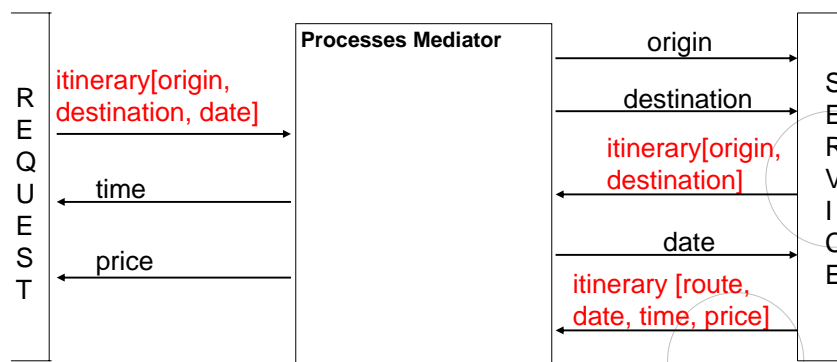 Processes Mediator
R
E
Q
U
E
S
T
itinerary[origin,
destination, date]
time
price
origin
destination
itinerary[origin,
destination]
date
itinerary [route,
date, time, price]
S
E
R
V
I
C
E